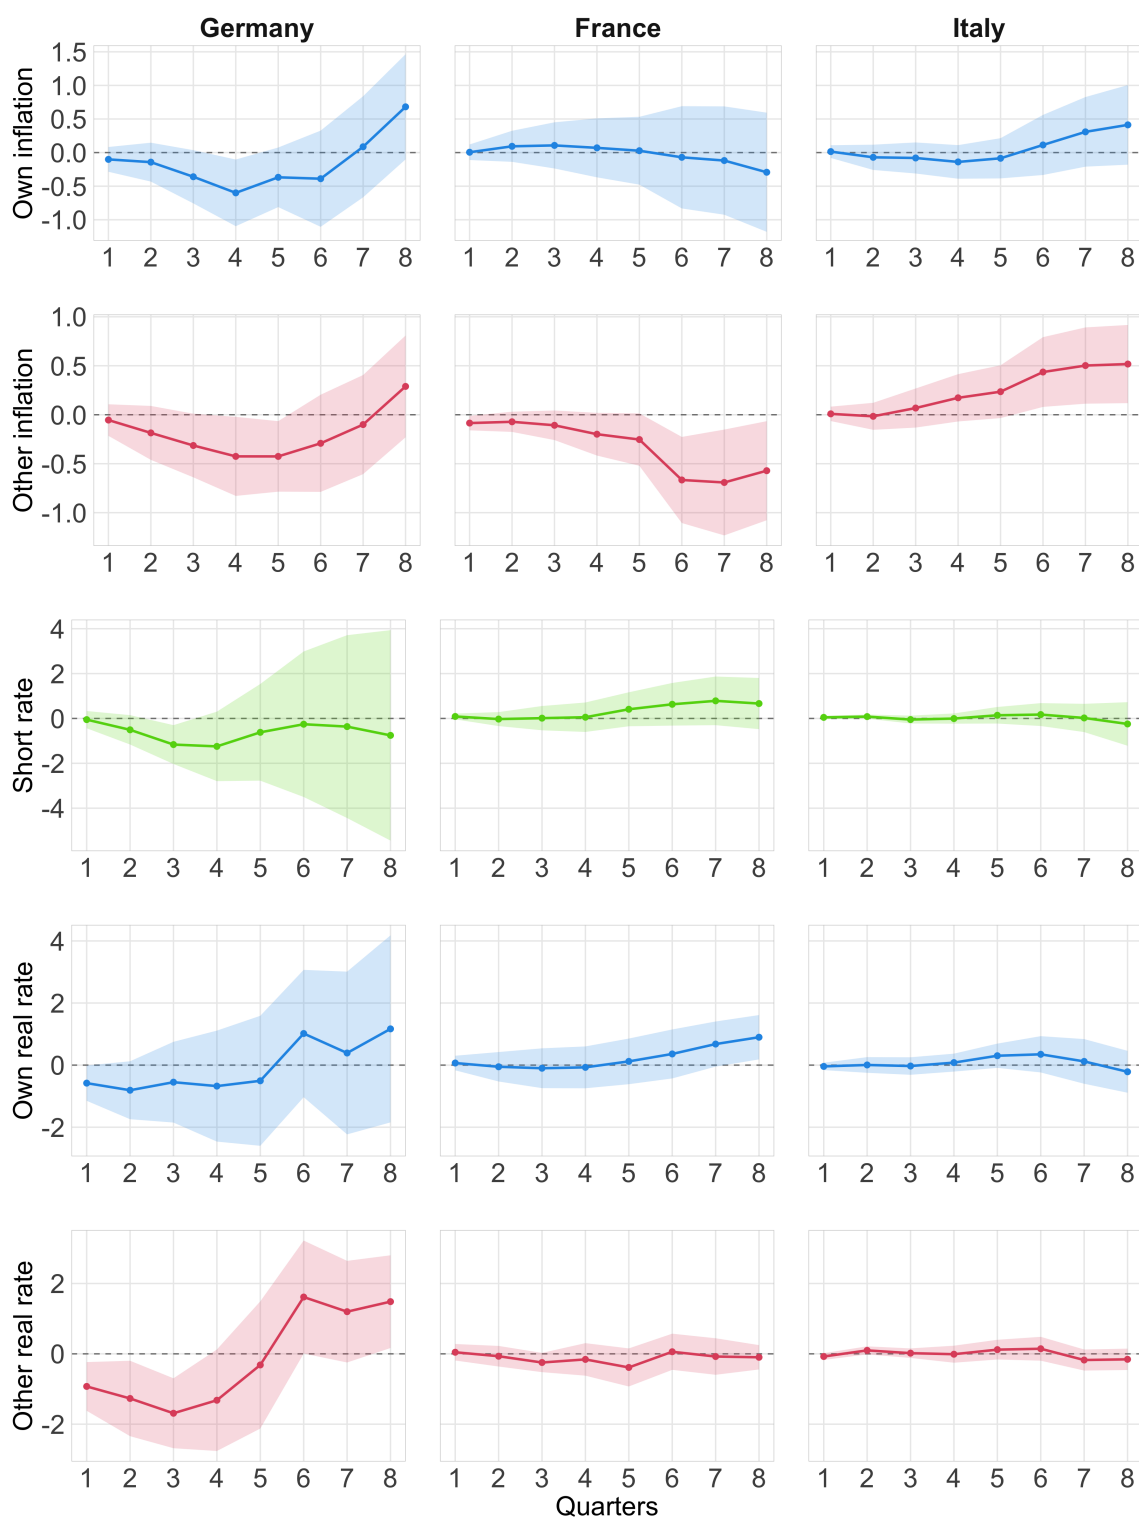 Germany France Italy
Own inflation
1.5
1.0
0.5
0.0
-0.5
-1.0
1 2 3 4 5 6 7 8 1 2 3 4 5 6 7 8 1 2 3 4 5 6 7 8
Other inflation
1.0
0.5
0.0
-0.5
-1.0
1 2 3 4 5 6 7 8 1 2 3 4 5 6 7 8 1 2 3 4 5 6 7 8
Short rate
4
2
0
-2
-4
1 2 3 4 5 6 7 8 1 2 3 4 5 6 7 8 1 2 3 4 5 6 7 8
Own real rate
4
2
0
-2
1 2 3 4 5 6 7 8 1 2 3 4 5 6 7 8 1 2 3 4 5 6 7 8
Other real rate
2
0
-2
1 2 3 4 5 6 7 8 1 2 3 4 5 6 7 8 1 2 3 4 5 6 7 8
Quarters